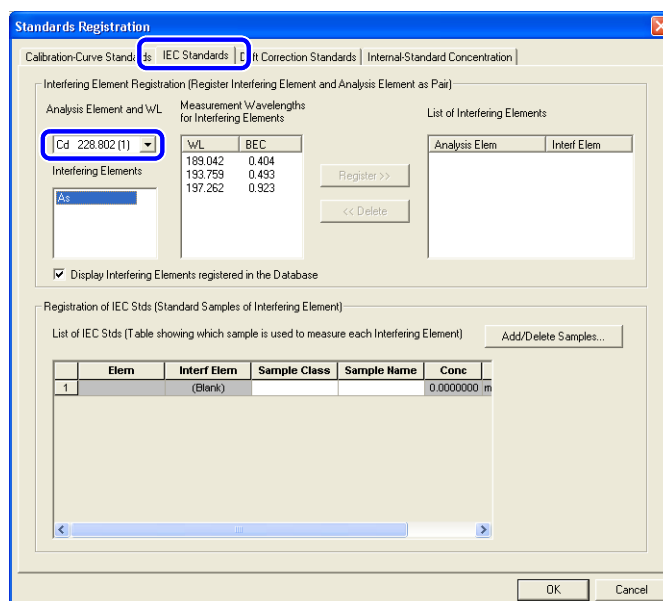 Standards Registration
Calibration-Curve Standards IEC Standards Drift Correction Standards Internal-Standard Concentration
Interfering Element Registration (Register Interfering Element and Analysis Element as Pair)
Analysis Element and WL
Measurement Wavelengths
for Interfering Elements
List of Interfering Elements
Cd 228.802 (1)
WL BEC
Analysis Elem Interf Elem
189.042 0.404
193.759 0.493
197.262 0.923
Interfering Elements
Register >>
As
<< Delete
Display Interfering Elements registered in the Database
Registration of IEC Stds (Standard Samples of Interfering Element)
List of IEC Stds (Table showing which sample is used to measure each Interfering Element)
Add/Delete Samples...
Elem Interf Elem Sample Class Sample Name Conc
1 (Blank) 0.0000000 m
OK Cancel